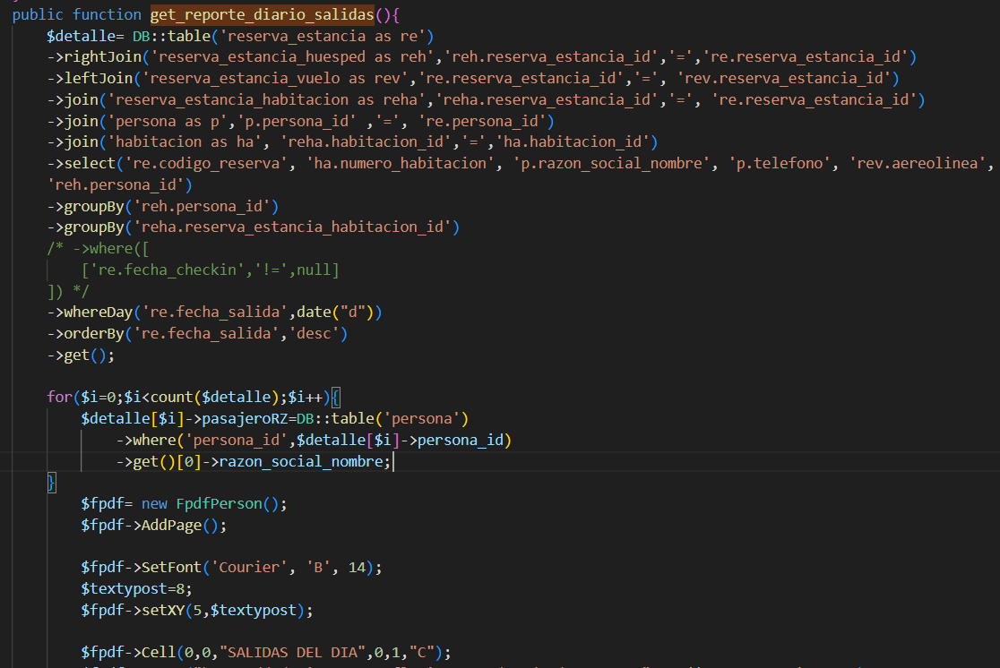 public function get_reporte_diario_salidas(){
$detalle= DB::table('reserva_estancia as re')
->rightJoin('reserva_estancia_huesped as reh','reh.reserva_estancia_id','=','re.reserva_estancia_id')
->leftJoin('reserva_estancia_vuelo as rev','re.reserva_estancia_id','=', 'rev.reserva_estancia_id')
->join('reserva_estancia_habitacion as reha','reha.reserva_estancia_id','=', 're.reserva_estancia_id')
->join('persona as p','p.persona_id' ,'=', 're.persona_id')
->join('habitacion as ha', 'reha.habitacion_id','=','ha.habitacion_id')
->select('re.codigo_reserva', 'ha.numero_habitacion', 'p.razon_social_nombre', 'p.telefono', 'rev.aereolinea',
'reh.persona_id')
->groupBy('reh.persona_id')
->groupBy('reha.reserva_estancia_habitacion_id')
/* ->where([
['re.fecha_checkin','!=',null]
]) */
->whereDay('re.fecha_salida',date("d"))
->orderBy('re.fecha_salida','desc')
->get();
for($i=0;$i<count($detalle);$i++){
$detalle[$i]->pasajeroRZ=DB::table('persona')
->where('persona_id',$detalle[$i]->persona_id)
->get()[0]->razon_social_nombre;
}
$fpdf= new FpdfPerson();
$fpdf->AddPage();
$fpdf->SetFont('Courier', 'B', 14);
$textypost=8;
$fpdf->setXY(5,$textypost);
$fpdf->Cell(0,0,"SALIDAS DEL DIA",0,1,"C");